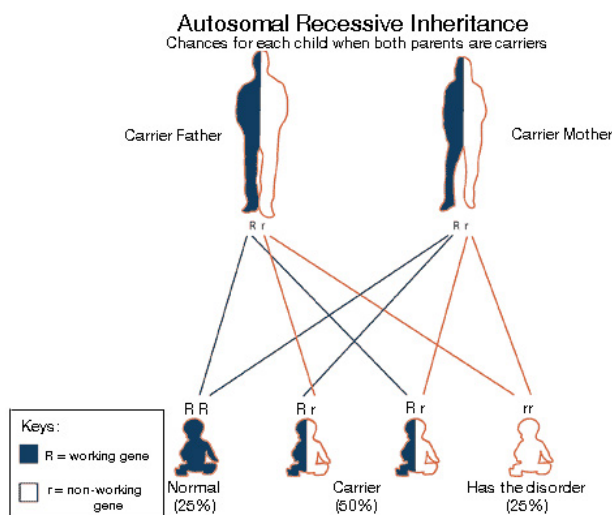 Autosomal Recessive Inheritance
Chances for each child when both parents are carriers
Carrier Father
Carrier Mother
R r
R r
R R
R r
R r
rr
Keys:
R = working gene
r = non-working
gene
Normal
(25%)
Carrier
(50%)
Has the disorder
(25%)